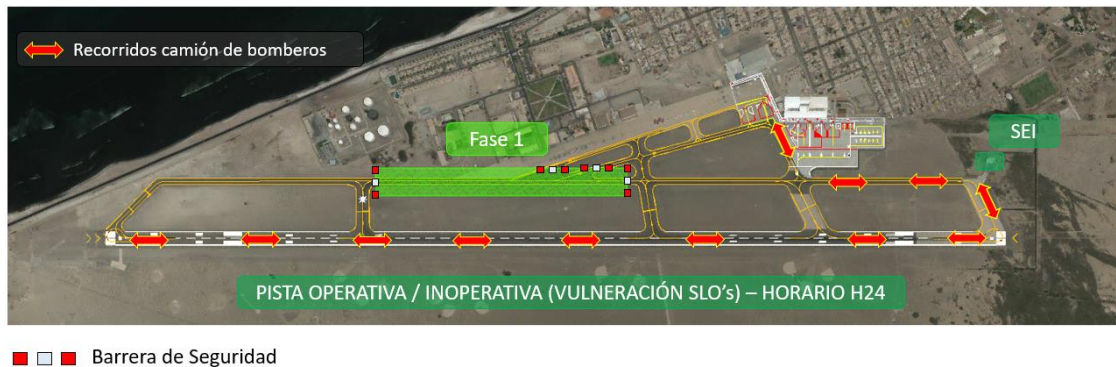 Recorridos camión de bomberos
Fase 1
SEI
PISTA OPERATIVA / INOPERATIVA (VULNERACIÓN SLO’s) – HORARIO H24
Barrera de Seguridad